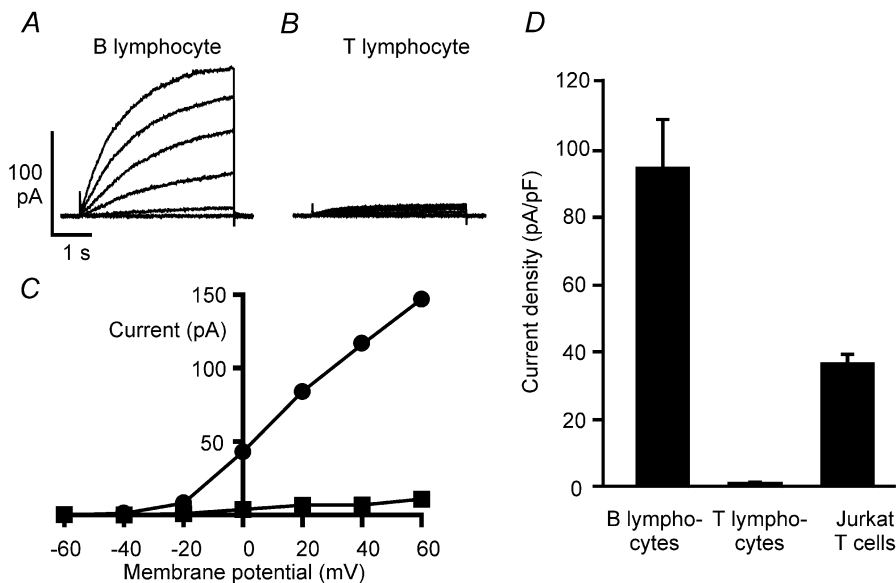 A
B lymphocyte
100
pA
1 s
B
T lymphocyte
C
Current (pA)
150
100
50
-60
-40
-20
0
20
40
60
Membrane potential (mV)
D
Current density (pA/pF)
120
100
80
60
40
20
0
B lympho-
cytes
T lympho-
cytes
Jurkat
T cells